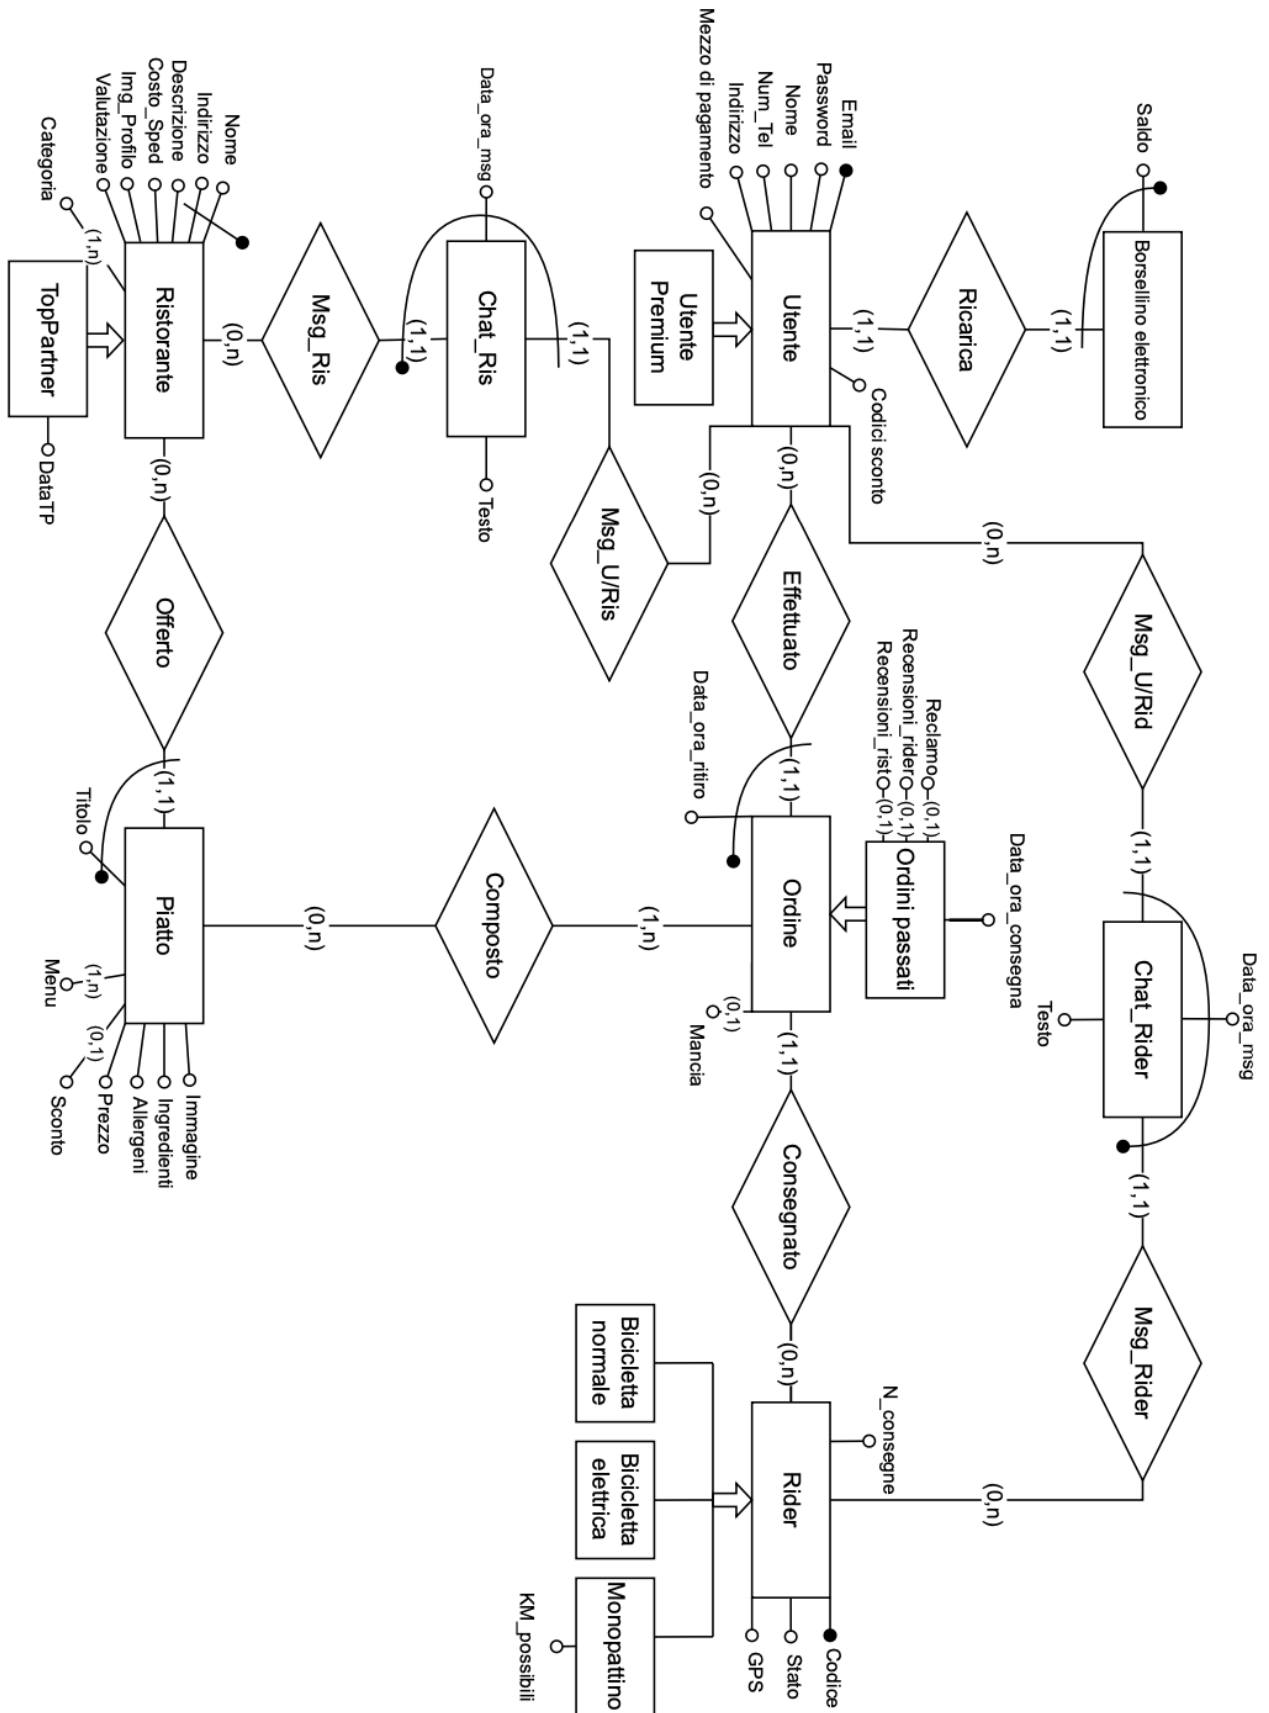 Borsellino elettronico
Saldo
(1,1)
Ricarica
(1,1)
Email
Password
Nome
Num_Tel
Indirizzo
Mezzo di pagamento
Utente
Codici sconto
Utente
Premium
(0,n)
(0,n)
(0,n)
Msg_U/Rid
(1,1)
Data_ora_msg
Chat_Rider
Testo
(1,1)
Msg_Rider
(0,n)
Data_ora_msg
Chat_Ris
Testo
(1,1)
(1,1)
Msg_U/Ris
Msg_Ris
(0,n)
Nome
Indirizzo
Descrizione
Costo_Sped
Img_Profilo
Valutazione
Categoria
(1,n)
Ristorante
TopPartner
DataTP
(0,n)
Offerto
(1,1)
Titolo
Piatto
Menu
(1,n)
Sconto
(0,1)
Prezzo
Allergeni
Ingredienti
Immagine
(0,n)
Composto
(1,n)
Effettuato
(1,1)
Data_ora_ritiro
Ordine
Mancia
(0,1)
Reclamo
(0,1)
Recensioni_rider
(0,1)
Recensioni_rist
(0,1)
Ordini passati
Data_ora_consegna
(1,1)
Consegnato
(0,n)
N_consegne
Rider
Codice
Stato
GPS
Bicicletta
normale
Bicicletta
elettrica
Monopattino
KM_possibili